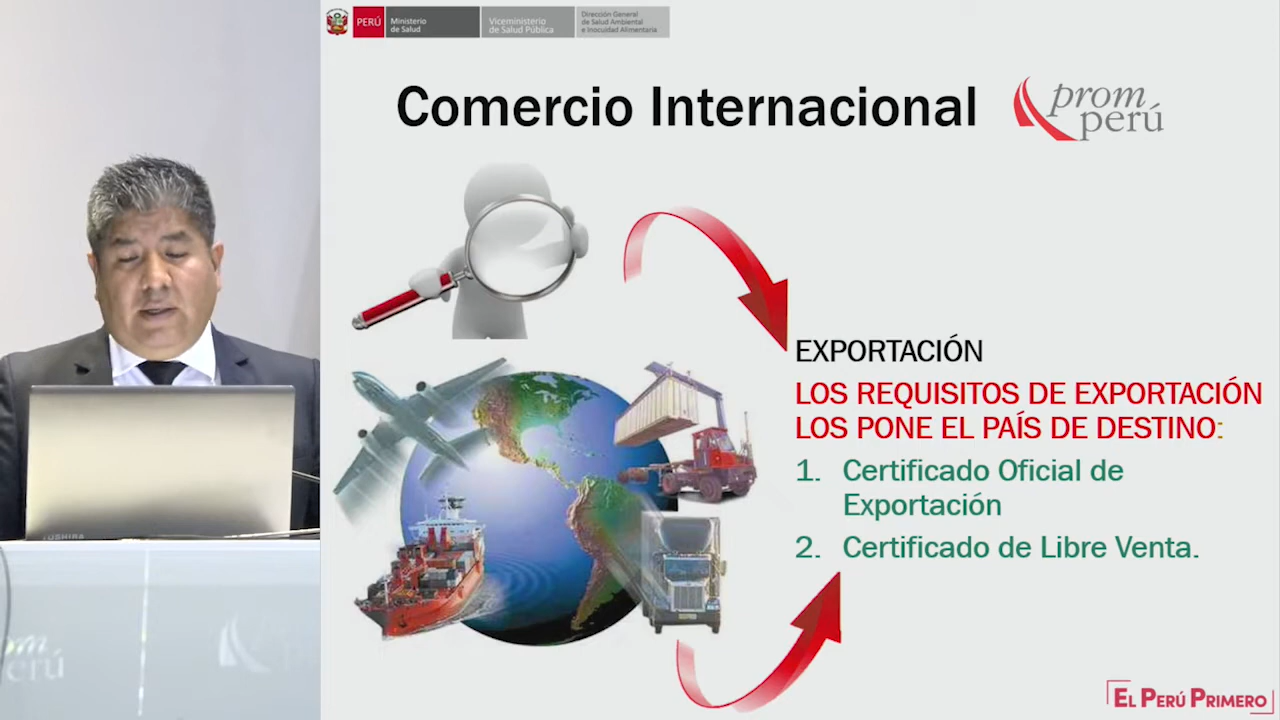 PERÚ
Ministerio
de Salud
Viceministerio
de Salud Pública
Dirección General
de Salud Ambiental
e Inocuidad Alimentaria
Comercio Internacional
prom
perú
EXPORTACIÓN
LOS REQUISITOS DE EXPORTACIÓN
LOS PONE EL PAÍS DE DESTINO:
1. Certificado Oficial de
Exportación
2. Certificado de Libre Venta.
TOSHIBA
EL PERÚ PRIMERO